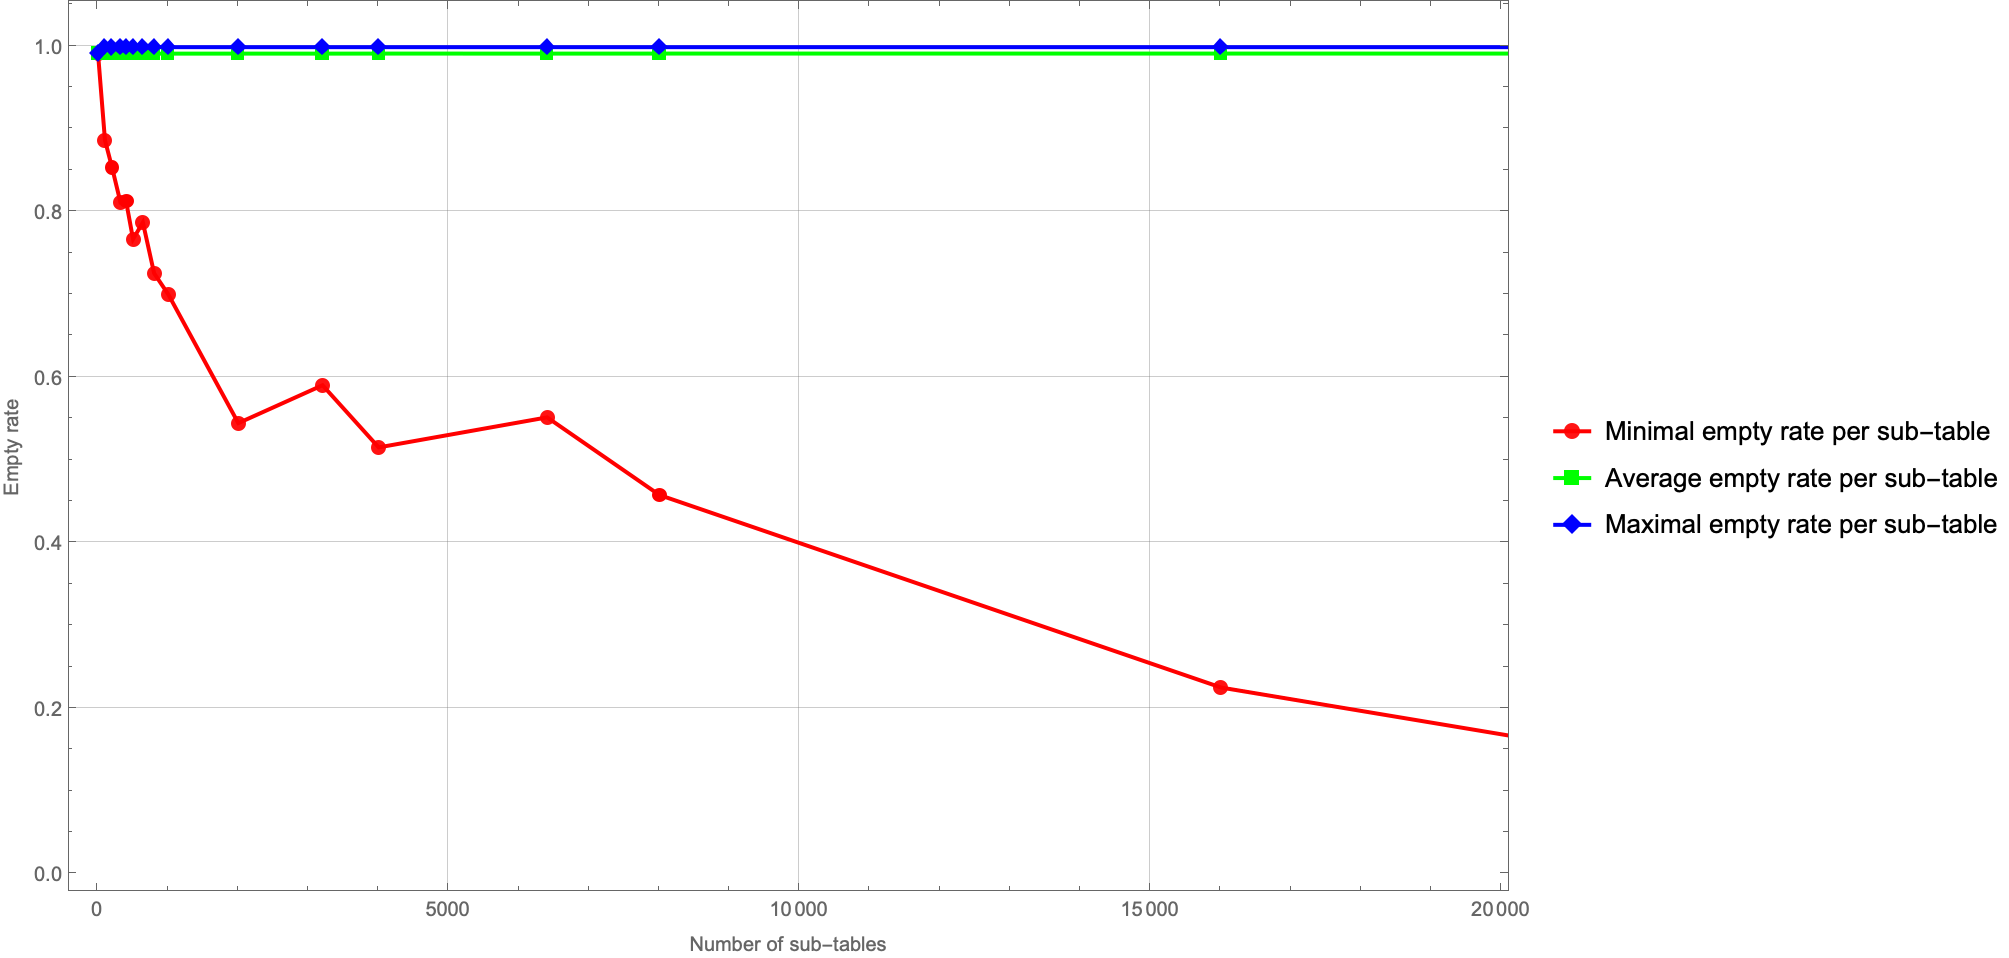 1.0
0.8
0.6
0.4
0.2
0.0
Empty rate
0 5000 10000 15000 20000
Number of sub-tables
Minimal empty rate per sub-table
Average empty rate per sub-table
Maximal empty rate per sub-table